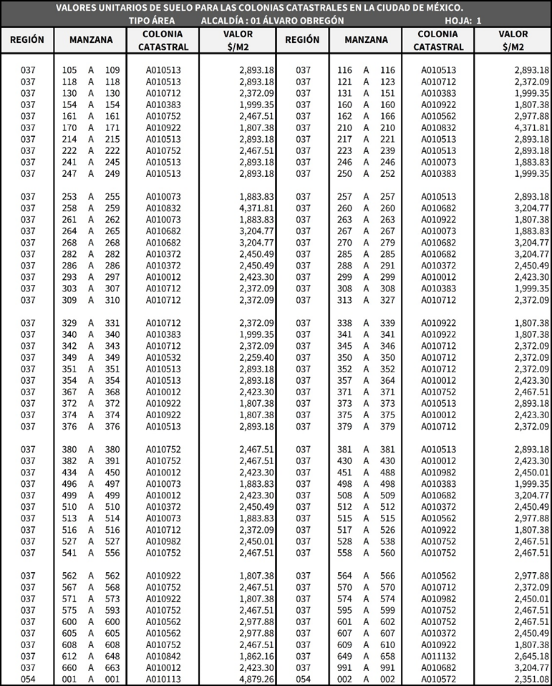 VALORES UNITARIOS DE SUELO PARA LAS COLONIAS CATASTRALES EN LA CIUDAD DE MÉXICO.
TIPO ÁREA ALCALDÍA : 01 ÁLVARO OBREGÓN HOJA: 1
REGIÓN MANZANA COLONIA CATASTRAL VALOR $/M2 REGIÓN MANZANA COLONIA CATASTRAL VALOR $/M2
037 105 A 109 A010513 2,893.18 037 116 A 116 A010513 2,893.18
037 118 A 118 A010513 2,893.18 037 121 A 123 A010712 2,372.09
037 130 A 130 A010712 2,372.09 037 131 A 151 A010383 1,999.35
037 154 A 154 A010383 1,999.35 037 160 A 160 A010922 1,807.38
037 161 A 161 A010752 2,467.51 037 162 A 166 A010562 2,977.88
037 170 A 171 A010922 1,807.38 037 210 A 210 A010832 4,371.81
037 214 A 215 A010513 2,893.18 037 217 A 221 A010513 2,893.18
037 222 A 222 A010752 2,467.51 037 223 A 239 A010513 2,893.18
037 241 A 245 A010513 2,893.18 037 246 A 246 A010073 1,883.83
037 247 A 249 A010513 2,893.18 037 250 A 252 A010383 1,999.35
037 253 A 255 A010073 1,883.83 037 257 A 257 A010513 2,893.18
037 258 A 259 A010832 4,371.81 037 260 A 260 A010682 3,204.77
037 261 A 262 A010073 1,883.83 037 263 A 263 A010922 1,807.38
037 264 A 265 A010682 3,204.77 037 267 A 267 A010073 1,883.83
037 268 A 268 A010682 3,204.77 037 270 A 279 A010682 3,204.77
037 282 A 282 A010372 2,450.49 037 285 A 285 A010682 3,204.77
037 286 A 286 A010372 2,450.49 037 288 A 291 A010372 2,450.49
037 293 A 297 A010012 2,423.30 037 299 A 299 A010012 2,423.30
037 303 A 307 A010712 2,372.09 037 308 A 308 A010383 1,999.35
037 309 A 310 A010712 2,372.09 037 313 A 327 A010712 2,372.09
037 329 A 331 A010712 2,372.09 037 338 A 339 A010922 1,807.38
037 340 A 340 A010383 1,999.35 037 341 A 341 A010922 1,807.38
037 342 A 343 A010712 2,372.09 037 345 A 346 A010712 2,372.09
037 349 A 349 A010532 2,259.40 037 350 A 350 A010712 2,372.09
037 351 A 351 A010513 2,893.18 037 352 A 352 A010712 2,372.09
037 354 A 354 A010513 2,893.18 037 357 A 364 A010012 2,423.30
037 367 A 368 A010012 2,423.30 037 371 A 371 A010752 2,467.51
037 372 A 372 A010922 1,807.38 037 373 A 373 A010513 2,893.18
037 374 A 374 A010922 1,807.38 037 375 A 375 A010012 2,423.30
037 376 A 376 A010513 2,893.18 037 379 A 379 A010712 2,372.09
037 380 A 380 A010752 2,467.51 037 381 A 381 A010513 2,893.18
037 382 A 391 A010752 2,467.51 037 430 A 430 A010012 2,423.30
037 434 A 450 A010012 2,423.30 037 451 A 488 A010982 2,450.01
037 496 A 497 A010073 1,883.83 037 498 A 498 A010383 1,999.35
037 499 A 499 A010012 2,423.30 037 508 A 509 A010682 3,204.77
037 510 A 510 A010372 2,450.49 037 512 A 512 A010372 2,450.49
037 513 A 514 A010073 1,883.83 037 515 A 515 A010562 2,977.88
037 516 A 516 A010712 2,372.09 037 517 A 526 A010922 1,807.38
037 527 A 527 A010982 2,450.01 037 528 A 538 A010752 2,467.51
037 541 A 556 A010752 2,467.51 037 558 A 560 A010752 2,467.51
037 562 A 562 A010922 1,807.38 037 564 A 566 A010562 2,977.88
037 567 A 568 A010752 2,467.51 037 570 A 570 A010712 2,372.09
037 571 A 573 A010922 1,807.38 037 574 A 574 A010982 2,450.01
037 575 A 593 A010752 2,467.51 037 595 A 599 A010752 2,467.51
037 600 A 600 A010562 2,977.88 037 601 A 602 A010752 2,467.51
037 605 A 605 A010562 2,977.88 037 607 A 607 A010372 2,450.49
037 608 A 608 A010752 2,467.51 037 609 A 610 A010922 1,807.38
037 612 A 648 A010842 1,862.16 037 649 A 658 A011132 2,645.18
037 660 A 663 A010012 2,423.30 037 991 A 991 A010682 3,204.77
054 001 A 001 A010113 4,879.26 054 002 A 002 A010572 2,351.08